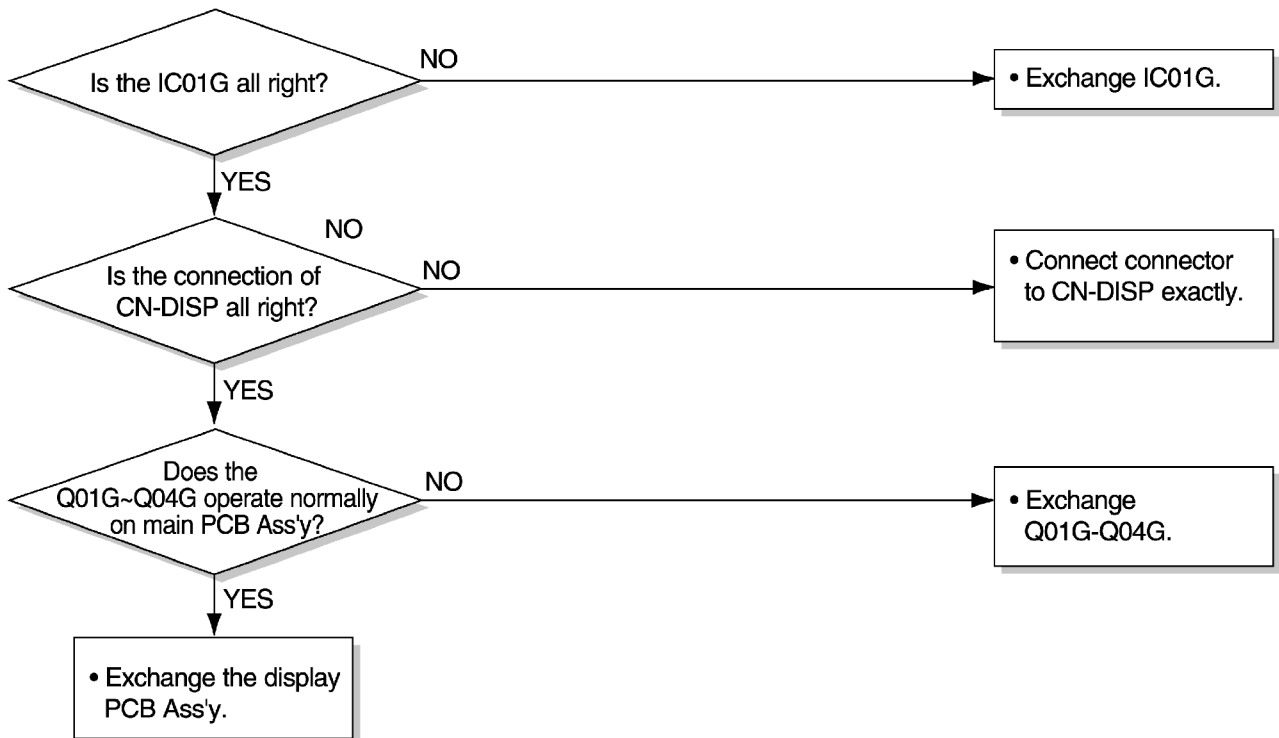 Is the IC01G all right?
NO
• Exchange IC01G.
YES
NO
Is the connection of
CN-DISP all right?
NO
• Connect connector
to CN-DISP exactly.
YES
Does the
Q01G~Q04G operate normally
on main PCB Ass'y?
NO
• Exchange
Q01G-Q04G.
YES
• Exchange the display
PCB Ass'y.